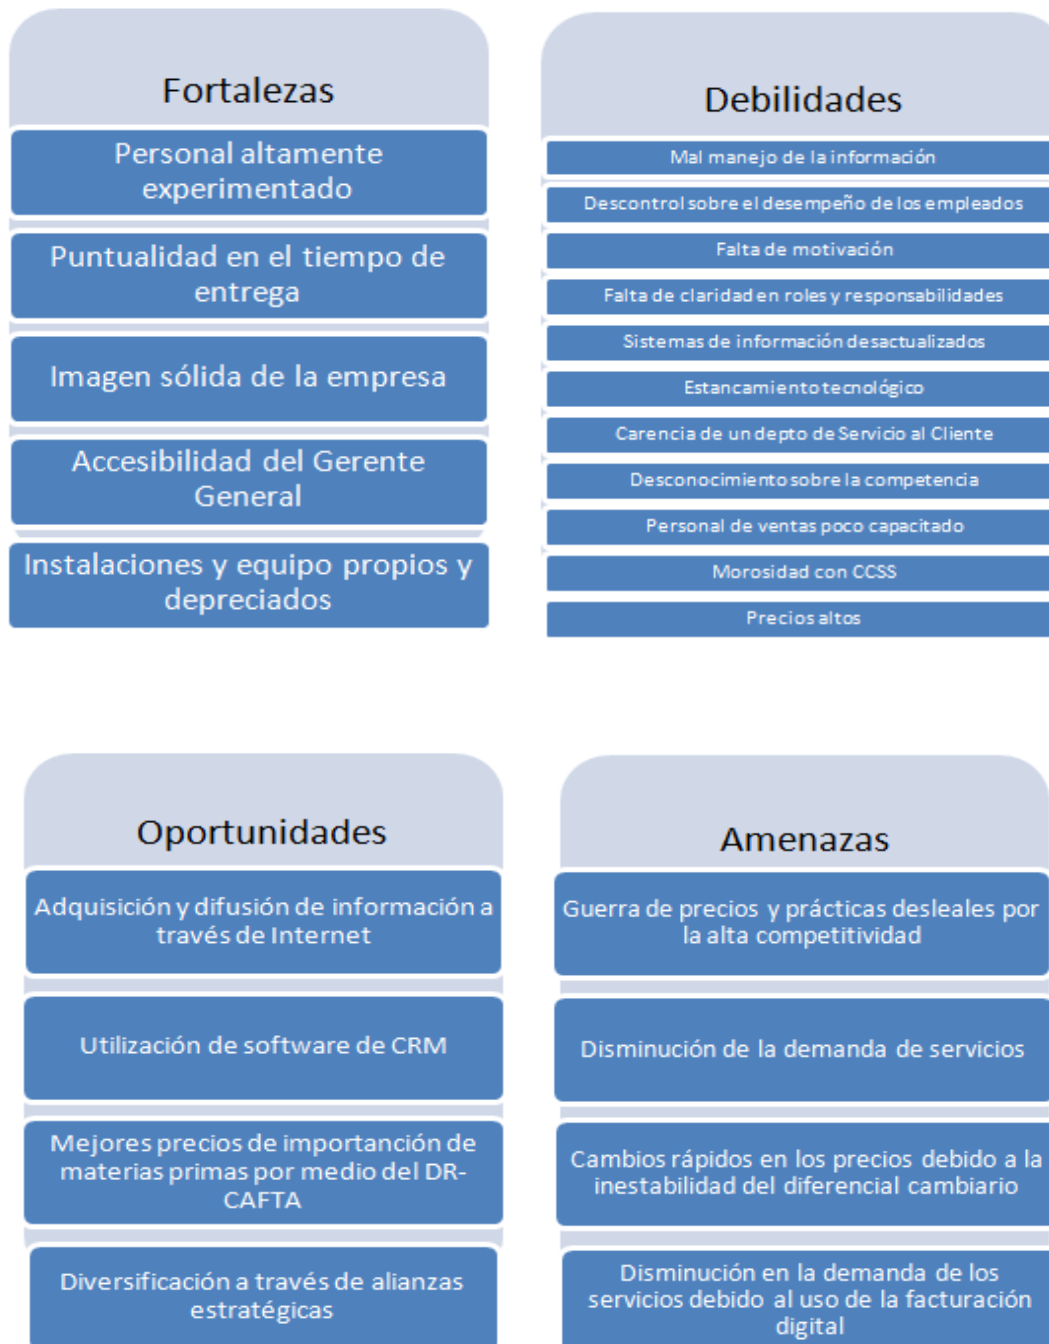 Fortalezas
Personal altamente
experimentado
Puntualidad en el tiempo de
entrega
Imagen sólida de la empresa
Accesibilidad del Gerente
General
Instalaciones y equipo propios y
depreciados
Debilidades
Mal manejo de la información
Descontrol sobre el desempeño de los empleados
Falta de motivación
Falta de claridad en roles y responsabilidades
Sistemas de información desactualizados
Estancamiento tecnológico
Carencia de un depto de Servicio al Cliente
Desconocimiento sobre la competencia
Personal de ventas poco capacitado
Morosidad con CCSS
Precios altos
Oportunidades
Adquisición y difusión de información a
través de Internet
Utilización de software de CRM
Mejores precios de importanción de
materias primas por medio del DR-
CAFTA
Diversificación a través de alianzas
estratégicas
Amenazas
Guerra de precios y prácticas desleales por
la alta competitividad
Disminución de la demanda de servicios
Cambios rápidos en los precios debido a la
inestabilidad del diferencial cambiario
Disminución en la demanda de los
servicios debido al uso de la facturación
digital